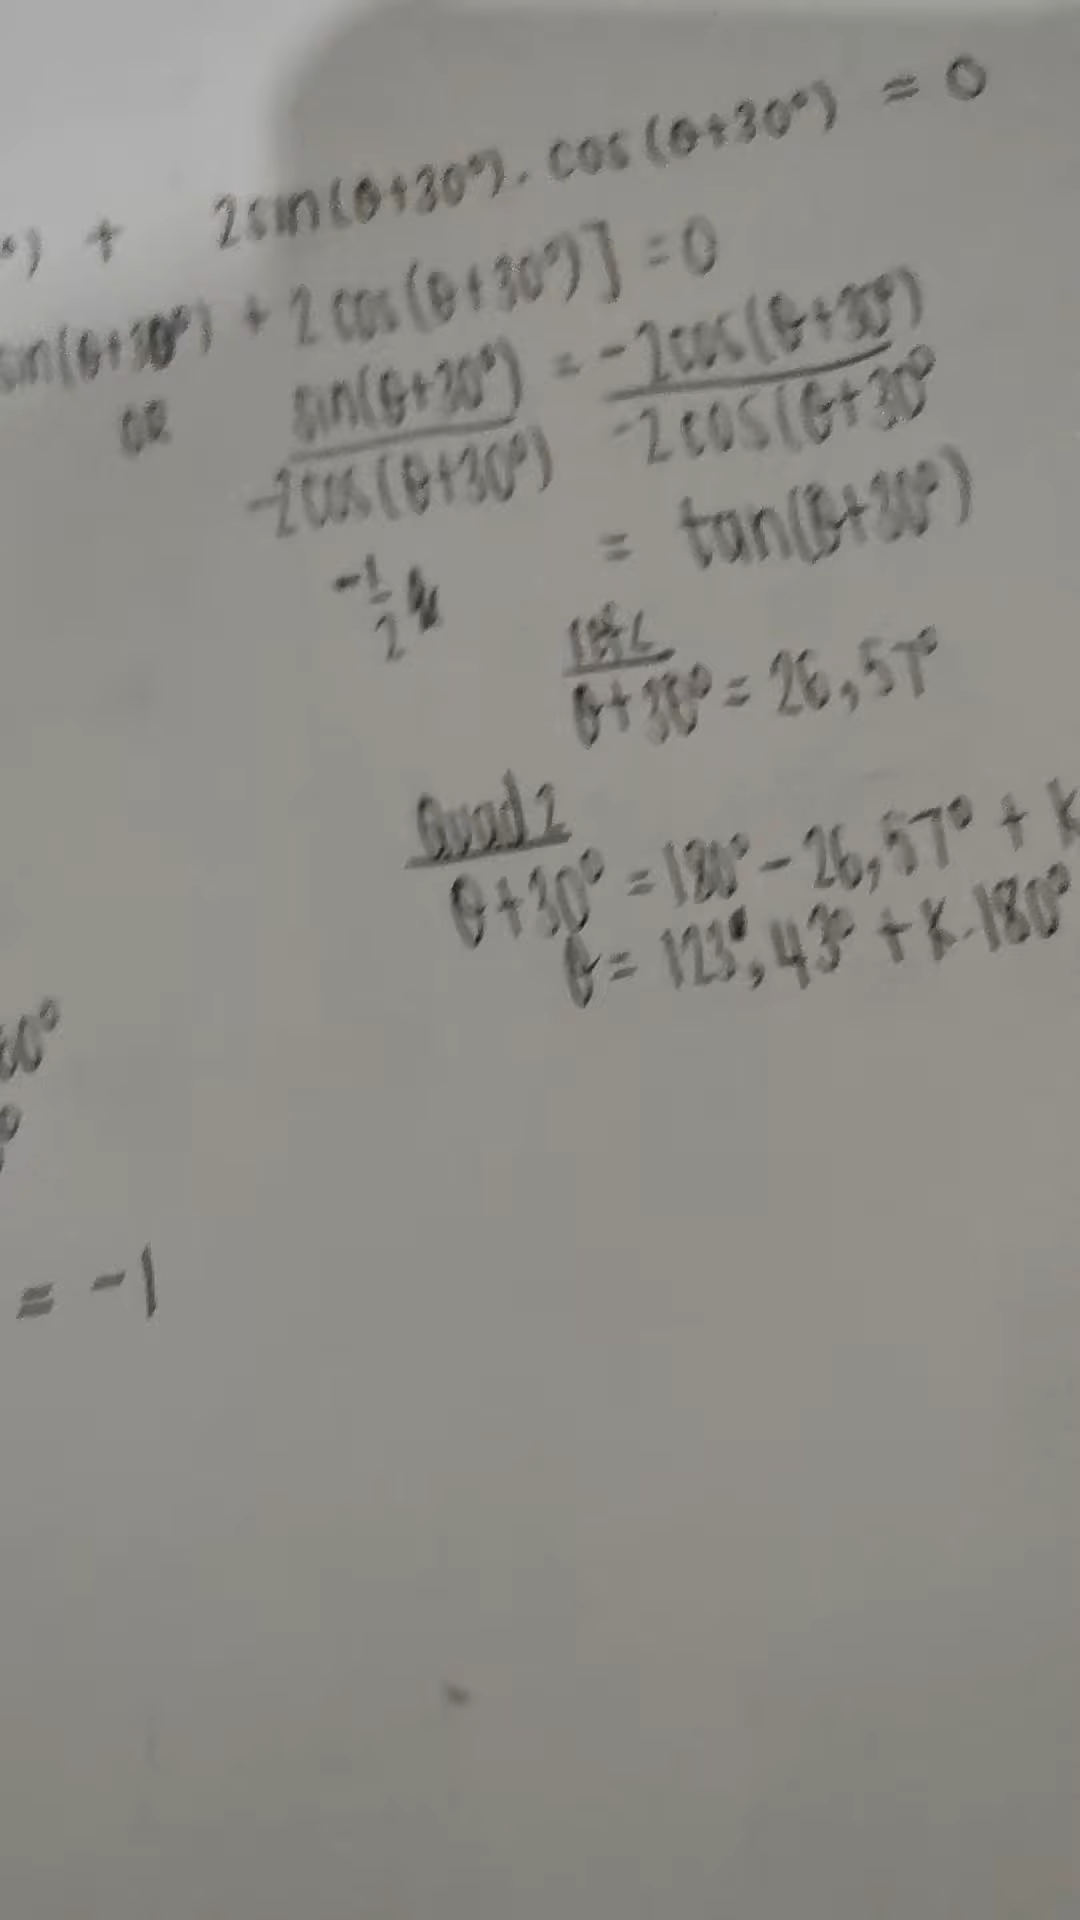 °) + 2sin(θ+30°). cos(θ+30°) = 0
sin(θ+30°) + 2cos(θ+30°)] = 0
OR sin(θ+30°) = -2cos(θ+30°)
-2cos(θ+30°) -2cos(θ+30°
-1/2 = tan(θ+30°)
θ+30° = 26,57°
Quad 2
θ+30° = 180° - 26,57° + k
θ = 123°,43° + k.180°
60°
°
= -1